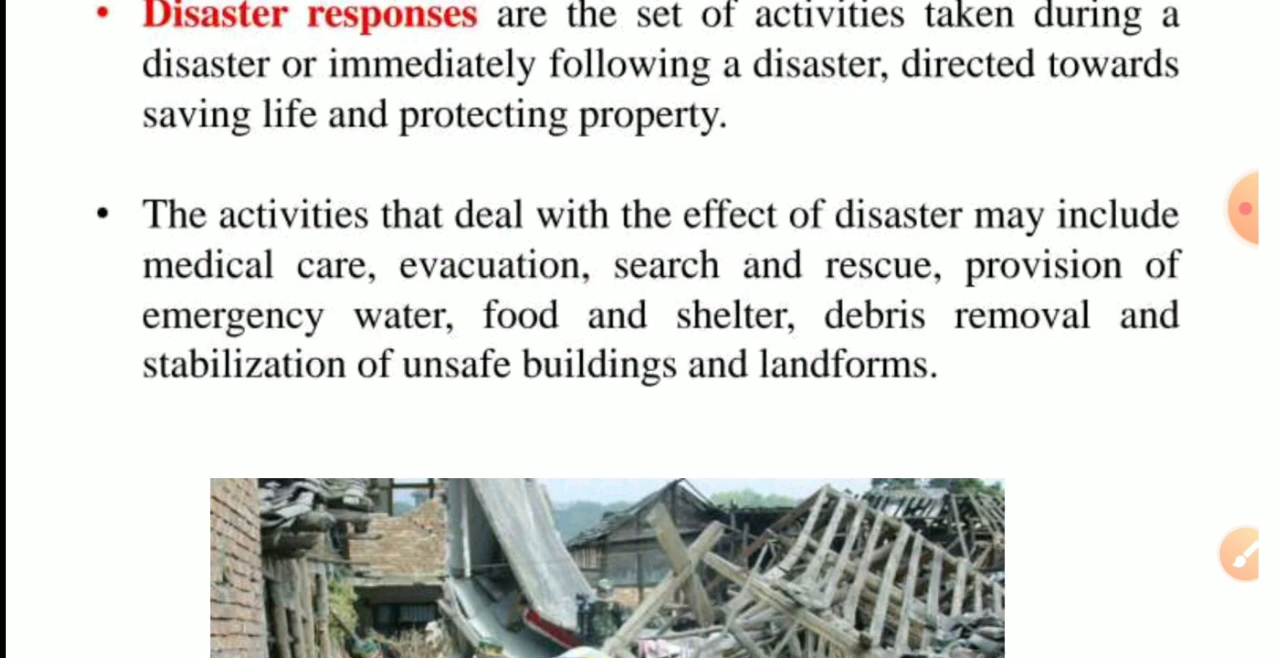 • Disaster responses are the set of activities taken during a
disaster or immediately following a disaster, directed towards
saving life and protecting property.
• The activities that deal with the effect of disaster may include
medical care, evacuation, search and rescue, provision of
emergency water, food and shelter, debris removal and
stabilization of unsafe buildings and landforms.